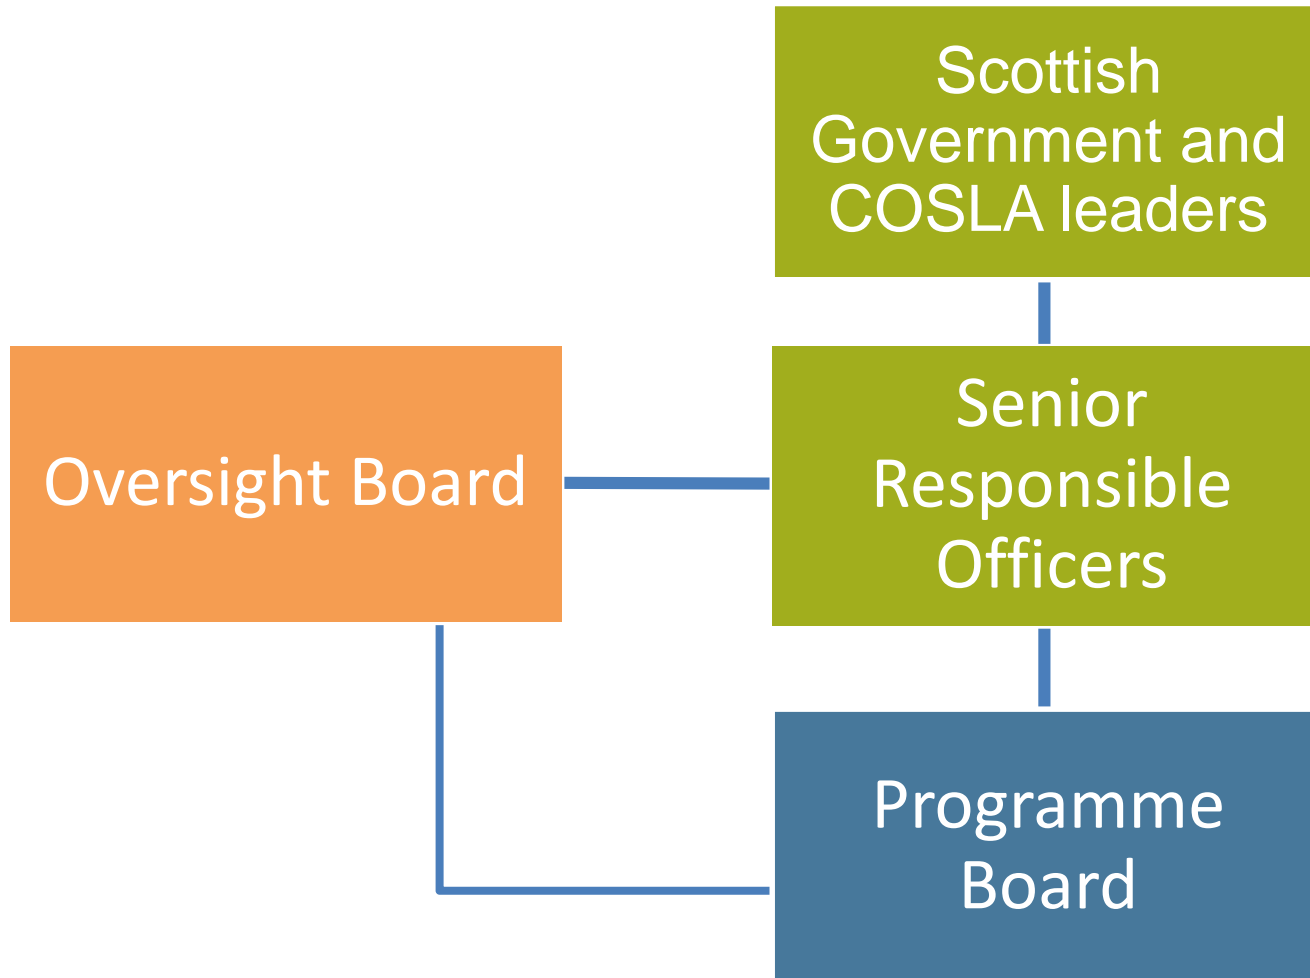 Scottish
Government and
COSLA leaders
Oversight Board
Senior
Responsible
Officers
Programme
Board